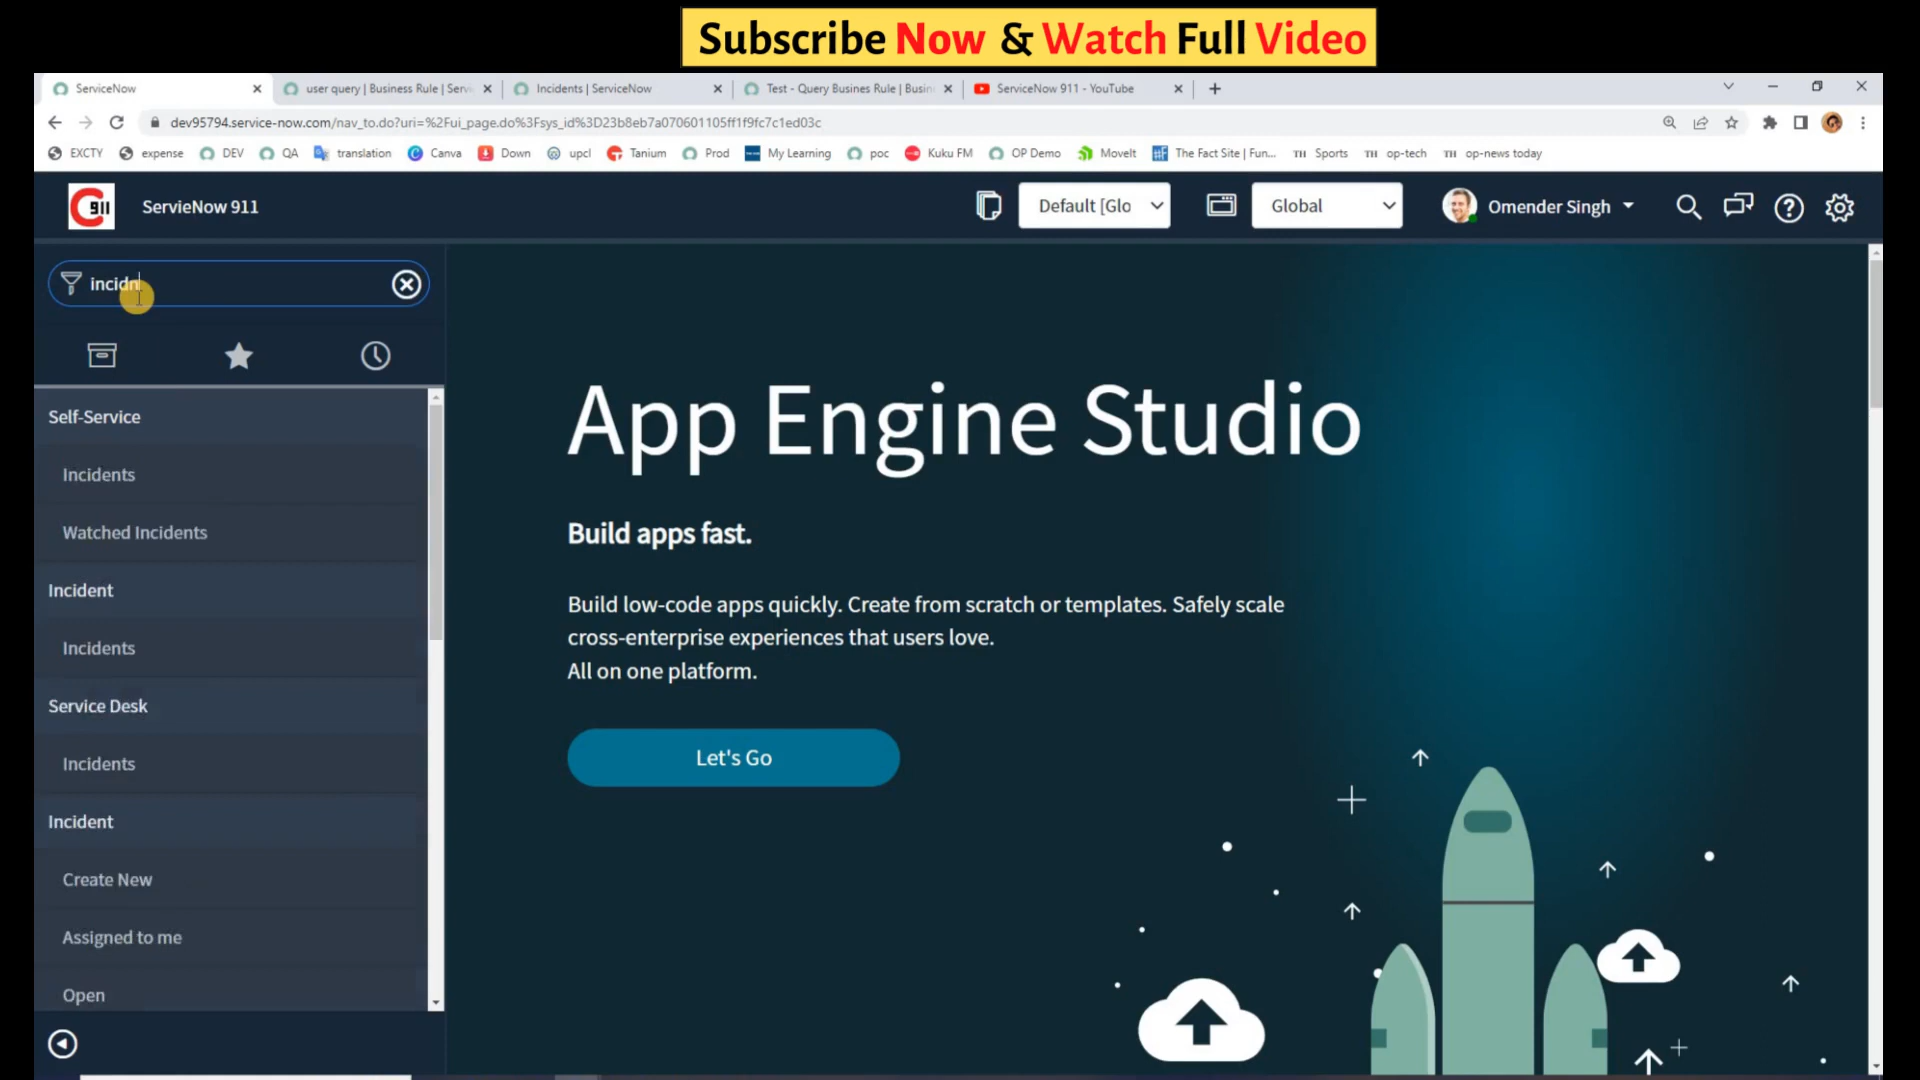 Subscribe Now & Watch Full Video
ServiceNow
user query | Business Rule | Servi
Incidents | ServiceNow
Test - Query Busines Rule | Busin
ServiceNow 911 - YouTube
dev95794.service-now.com/nav_to.do?uri=%2Fui_page.do%3Fsys_id%3D23b8eb7a070601105ff1f9fc7c1ed03c
EXCTY
expense
DEV
QA
translation
Canva
Down
upcl
Tanium
Prod
My Learning
poc
Kuku FM
OP Demo
MoveIt
The Fact Site | Fun...
TH Sports
TH op-tech
TH op-news today
C 911
ServieNow 911
Default [Glo
Global
Omender Singh
incidn
Self-Service
Incidents
Watched Incidents
Incident
Incidents
Service Desk
Incidents
Incident
Create New
Assigned to me
Open
App Engine Studio
Build apps fast.
Build low-code apps quickly. Create from scratch or templates. Safely scale
cross-enterprise experiences that users love.
All on one platform.
Let's Go